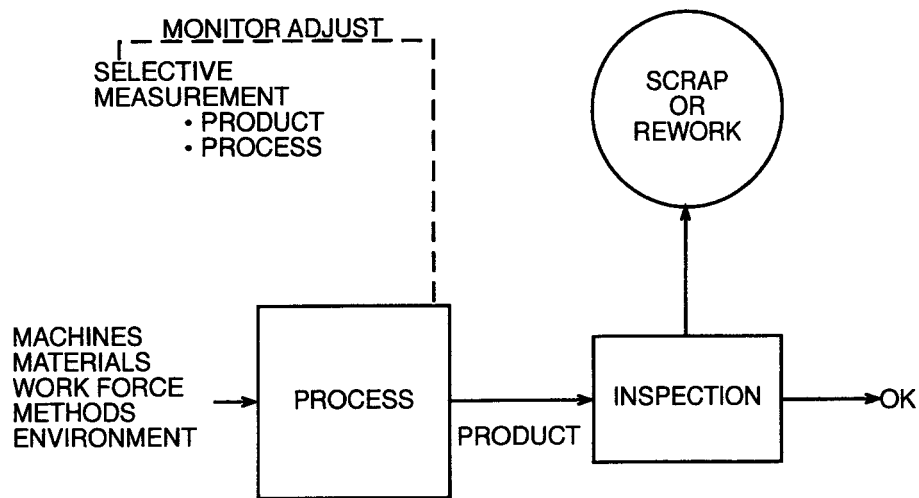 MONITOR ADJUST
SELECTIVE
MEASUREMENT
• PRODUCT
• PROCESS
SCRAP
OR
REWORK
MACHINES
MATERIALS
WORK FORCE
METHODS
ENVIRONMENT
PROCESS
PRODUCT
INSPECTION
OK